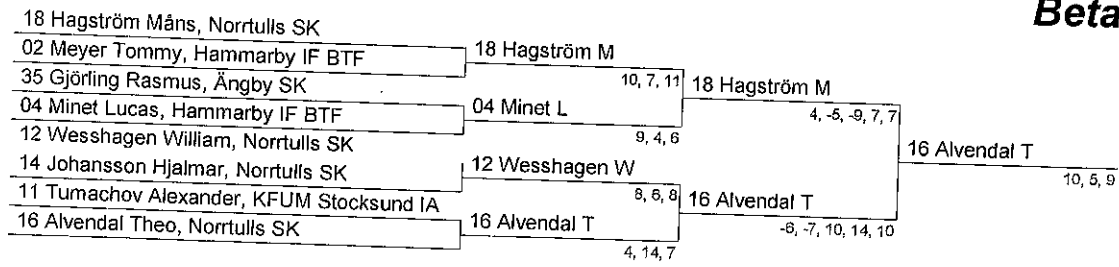 Beta
18 Hagström Måns, Norrtulls SK
02 Meyer Tommy, Hammarby IF BTF
35 Gjörling Rasmus, Ängby SK
04 Minet Lucas, Hammarby IF BTF
12 Wesshagen William, Norrtulls SK
14 Johansson Hjalmar, Norrtulls SK
11 Tumachov Alexander, KFUM Stocksund IA
16 Alvendal Theo, Norrtulls SK
18 Hagström M
10, 7, 11
04 Minet L
9, 4, 6
12 Wesshagen W
8, 6, 8
16 Alvendal T
4, 14, 7
18 Hagström M
4, -5, -9, 7, 7
16 Alvendal T
-6, -7, 10, 14, 10
16 Alvendal T
10, 5, 9